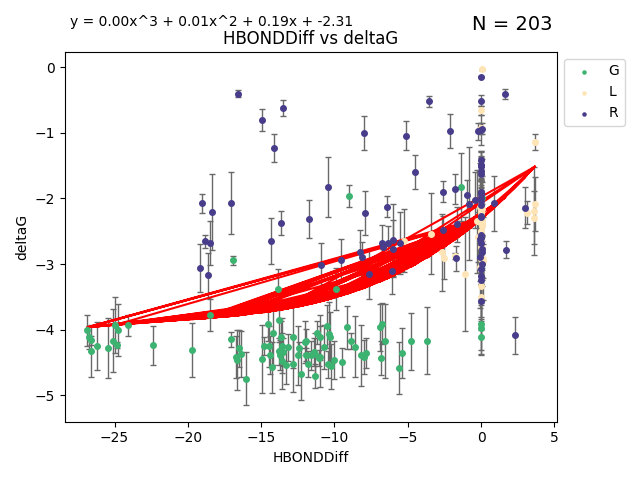 y = 0.00x^3 + 0.01x^2 + 0.19x + -2.31
N = 203
HBONDDiff vs deltaG
G
L
R
deltaG
0
−1
−2
−3
−4
−5
−25 −20 −15 −10 −5 0 5
HBONDDiff